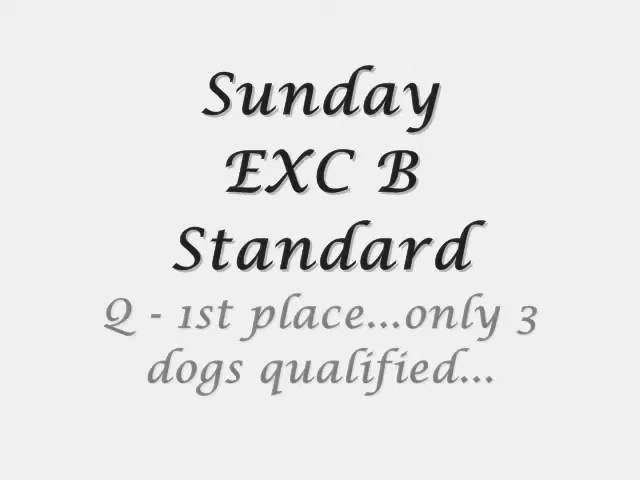 Sunday
EXC B
Standard
Q - 1st place...only 3
dogs qualified...